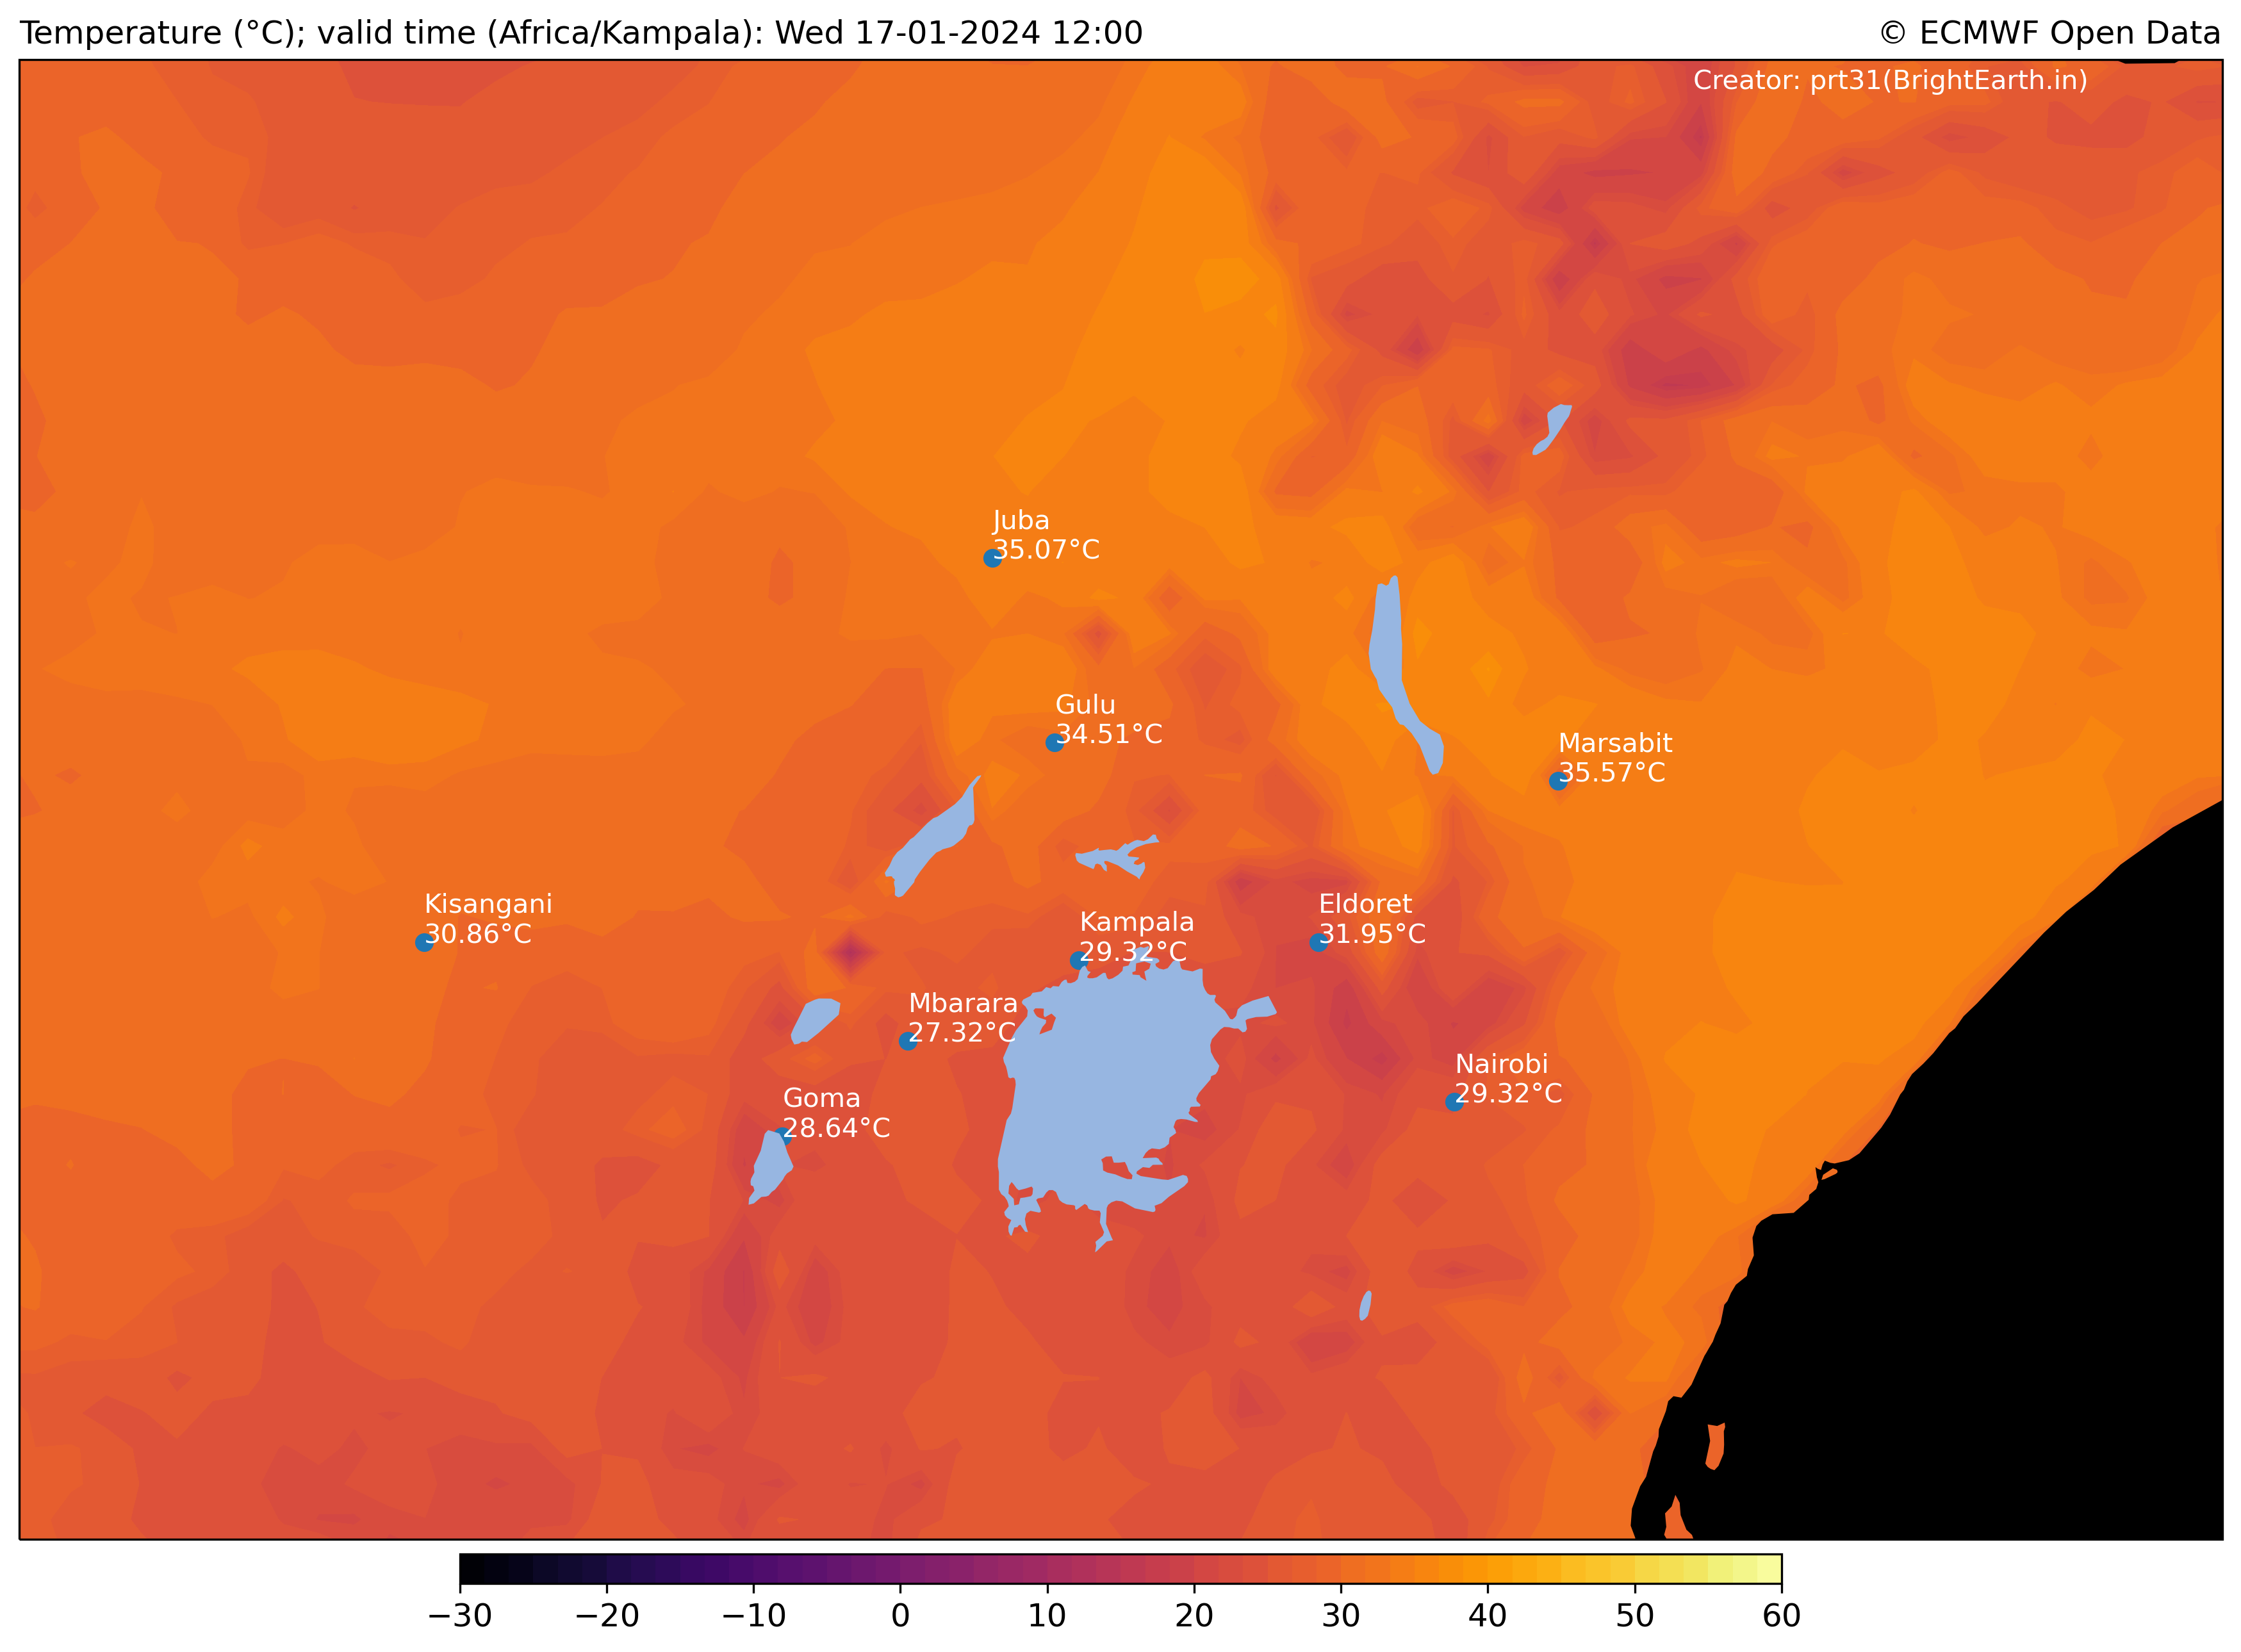 Temperature (°C); valid time (Africa/Kampala): Wed 17-01-2024 12:00
© ECMWF Open Data
Creator: prt31(BrightEarth.in)
Juba
35.07°C
Gulu
34.51°C
Marsabit
35.57°C
Kisangani
30.86°C
Kampala
29.32°C
Eldoret
31.95°C
Mbarara
27.32°C
Nairobi
29.32°C
Goma
28.64°C
−30 −20 −10 0 10 20 30 40 50 60